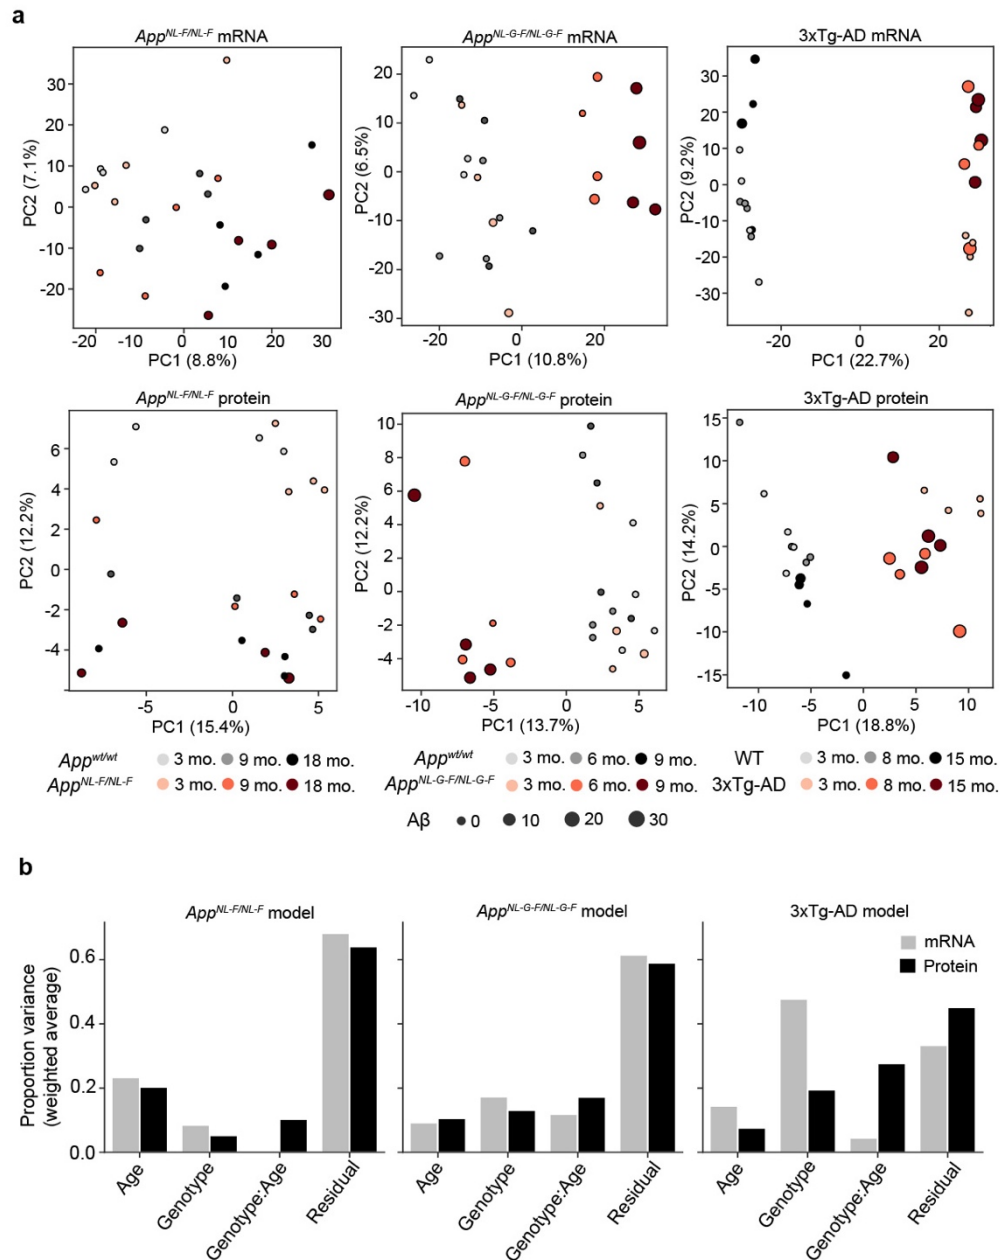 a
App^NL-F/NL-F mRNA
30
20
10
0
-10
-20
PC2 (7.1%)
-20 -10 0 10 20 30
PC1 (8.8%)
App^NL-G-F/NL-G-F mRNA
20
10
0
-10
-20
-30
PC2 (6.5%)
-20 0 20
PC1 (10.8%)
3xTg-AD mRNA
30
20
10
0
-10
-20
-30
PC2 (9.2%)
-20 0 20
PC1 (22.7%)
App^NL-F/NL-F protein
6
4
2
0
-2
-4
PC2 (12.2%)
-5 0 5
PC1 (15.4%)
App^NL-G-F/NL-G-F protein
10
8
6
4
2
0
-2
-4
PC2 (12.2%)
-10 -5 0 5
PC1 (13.7%)
3xTg-AD protein
15
10
5
0
-5
-10
-15
PC2 (14.2%)
-10 -5 0 5 10
PC1 (18.8%)
App^wt/wt 3 mo. 9 mo. 18 mo.
App^NL-F/NL-F 3 mo. 9 mo. 18 mo.
App^wt/wt 3 mo. 6 mo. 9 mo.
App^NL-G-F/NL-G-F 3 mo. 6 mo. 9 mo.
WT 3 mo. 8 mo. 15 mo.
3xTg-AD 3 mo. 8 mo. 15 mo.
Aβ 0 10 20 30
b
App^NL-F/NL-F model
App^NL-G-F/NL-G-F model
3xTg-AD model
mRNA
Protein
Proportion variance
(weighted average)
0.6
0.4
0.2
0.0
Age Genotype Genotype:Age Residual
Age Genotype Genotype:Age Residual
Age Genotype Genotype:Age Residual